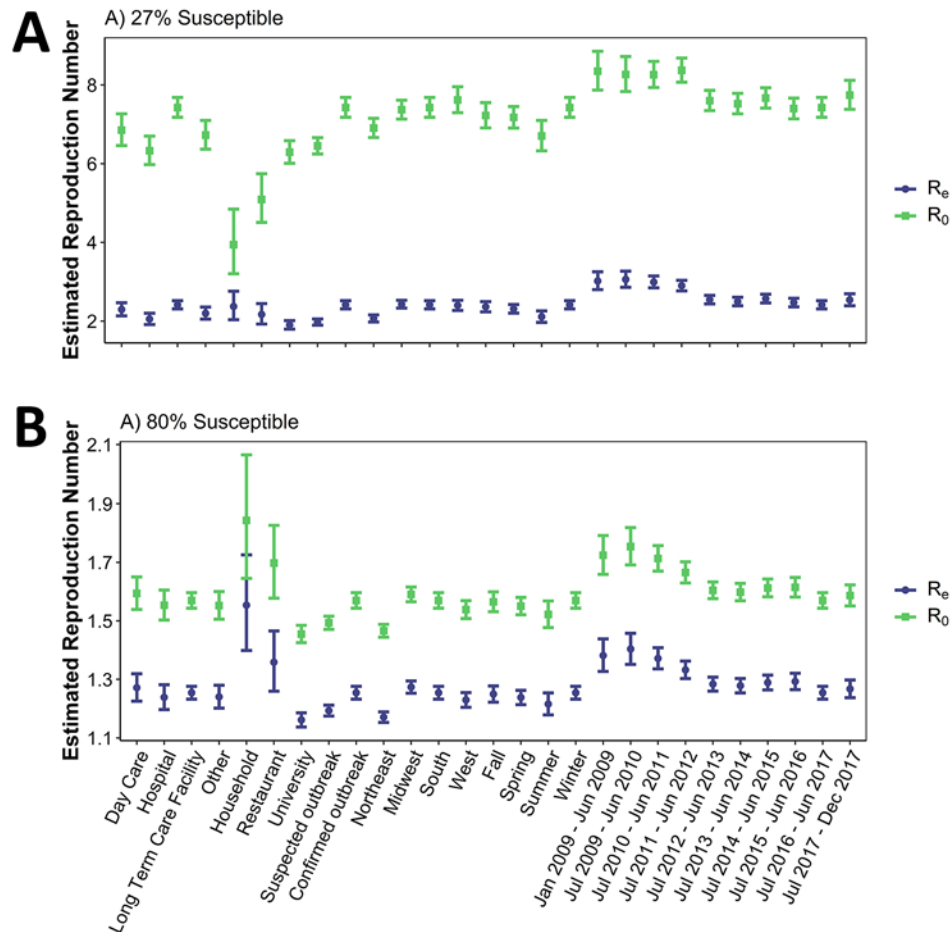 A
A) 27% Susceptible
Estimated Reproduction Number
8
6
4
2
Re
R0
B
A) 80% Susceptible
Estimated Reproduction Number
2.1
1.9
1.7
1.5
1.3
1.1
Re
R0
Day Care
Hospital
Long Term Care Facility
Other
Household
Restaurant
University
Suspected outbreak
Confirmed outbreak
Northeast
Midwest
South
West
Fall
Spring
Summer
Winter
Jan 2009 - Jun 2009
Jul 2009 - Jun 2010
Jul 2010 - Jun 2011
Jul 2011 - Jun 2012
Jul 2012 - Jun 2013
Jul 2013 - Jun 2014
Jul 2014 - Jun 2015
Jul 2015 - Jun 2016
Jul 2016 - Jun 2017
Jul 2017 - Dec 2017